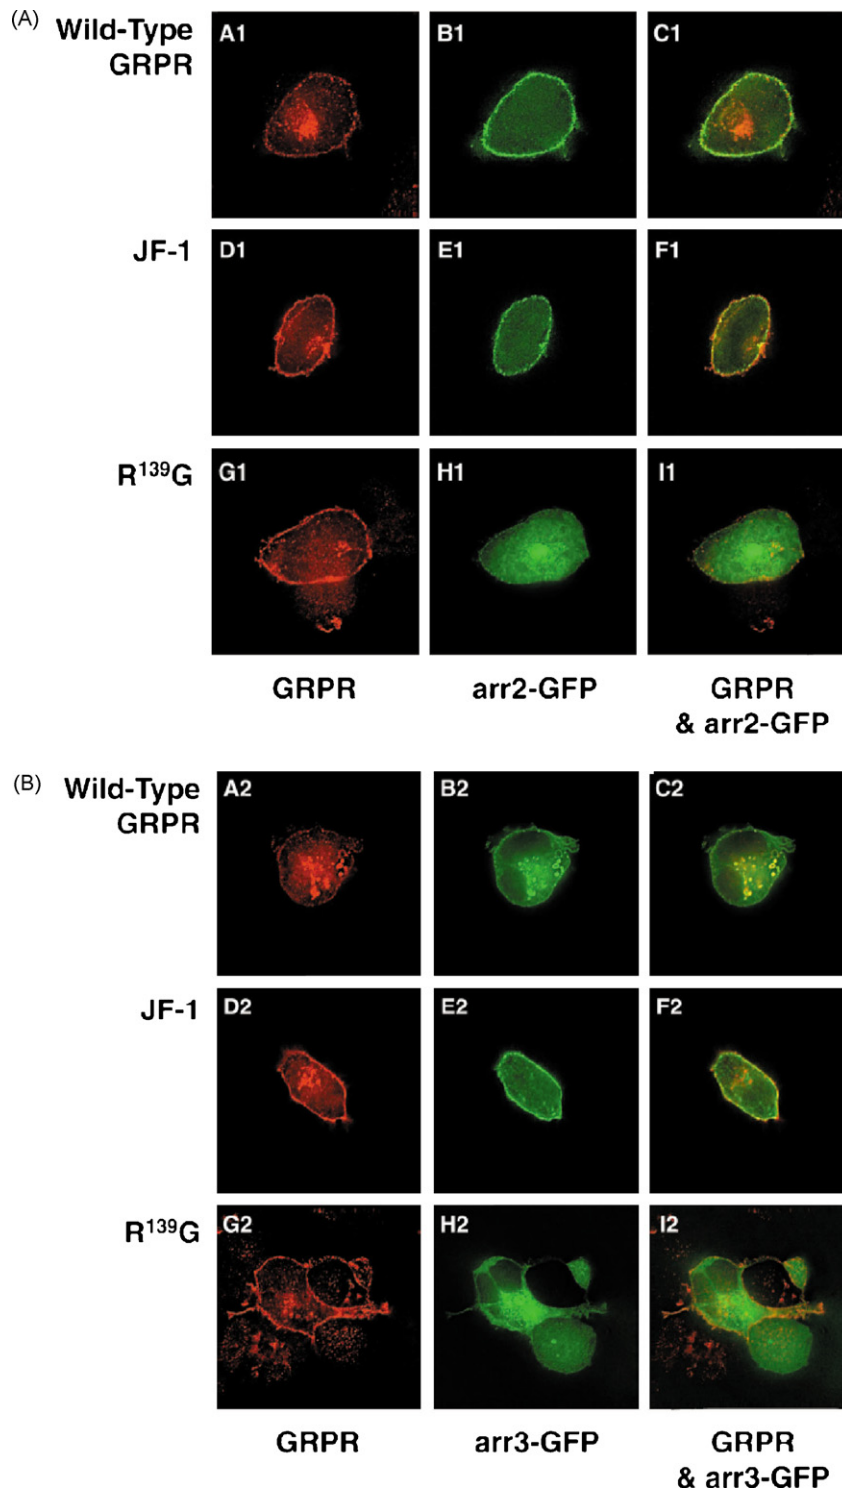 (A)
Wild-Type
GRPR
A1
B1
C1
JF-1
D1
E1
F1
R¹³⁹G
G1
H1
I1
GRPR
arr2-GFP
GRPR
& arr2-GFP
(B)
Wild-Type
GRPR
A2
B2
C2
JF-1
D2
E2
F2
R¹³⁹G
G2
H2
I2
GRPR
arr3-GFP
GRPR
& arr3-GFP